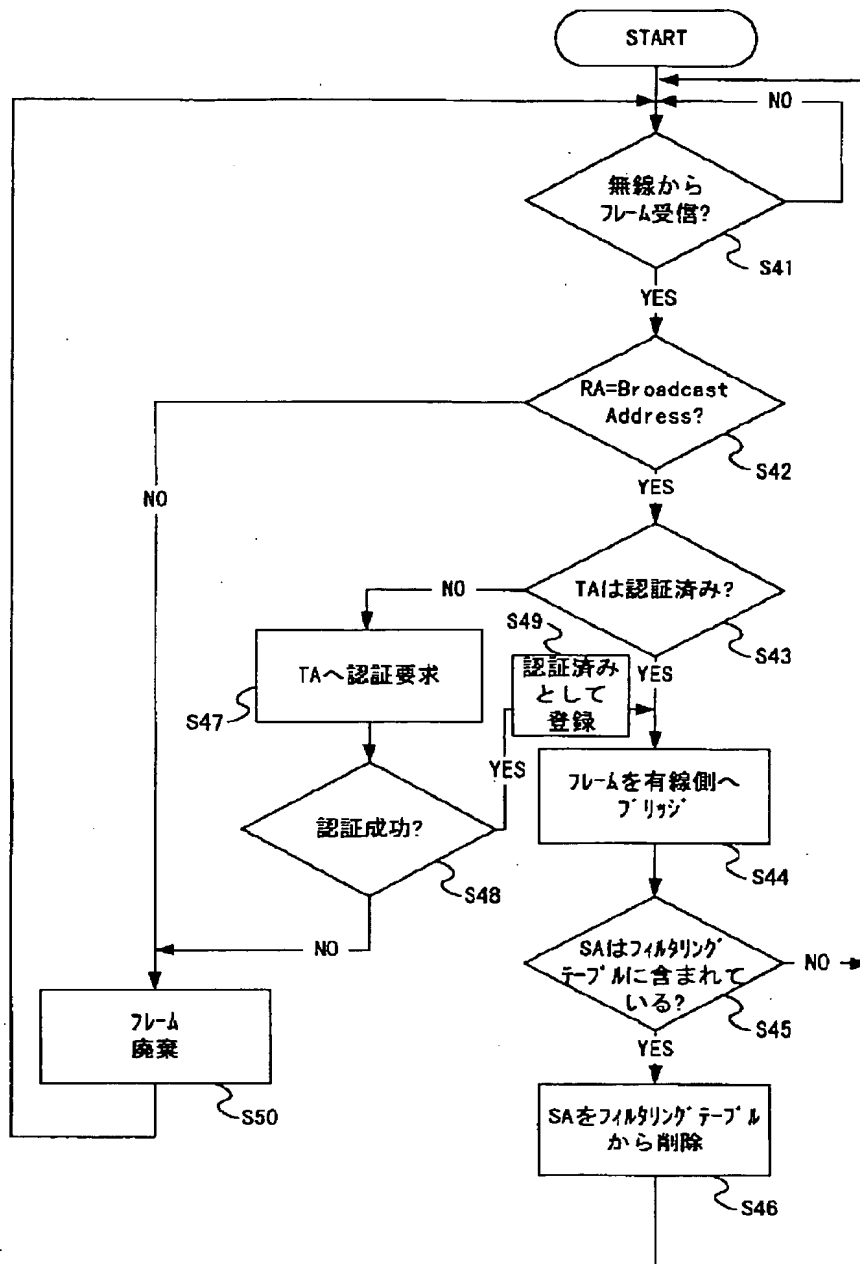 START
NO
無線から
フレーム受信?
S41
YES
RA=Broadcast
Address?
S42
NO
YES
TAは認証済み?
S43
NO
S49
YES
TAへ認証要求
S47
認証済み
として
登録
YES
フレームを有線側へ
ブリッジ
S44
認証成功?
S48
NO
SAはフィルタリング
テーブルに含まれて
いる?
S45
NO
YES
フレーム
廃棄
S50
SAをフィルタリングテーブル
から削除
S46